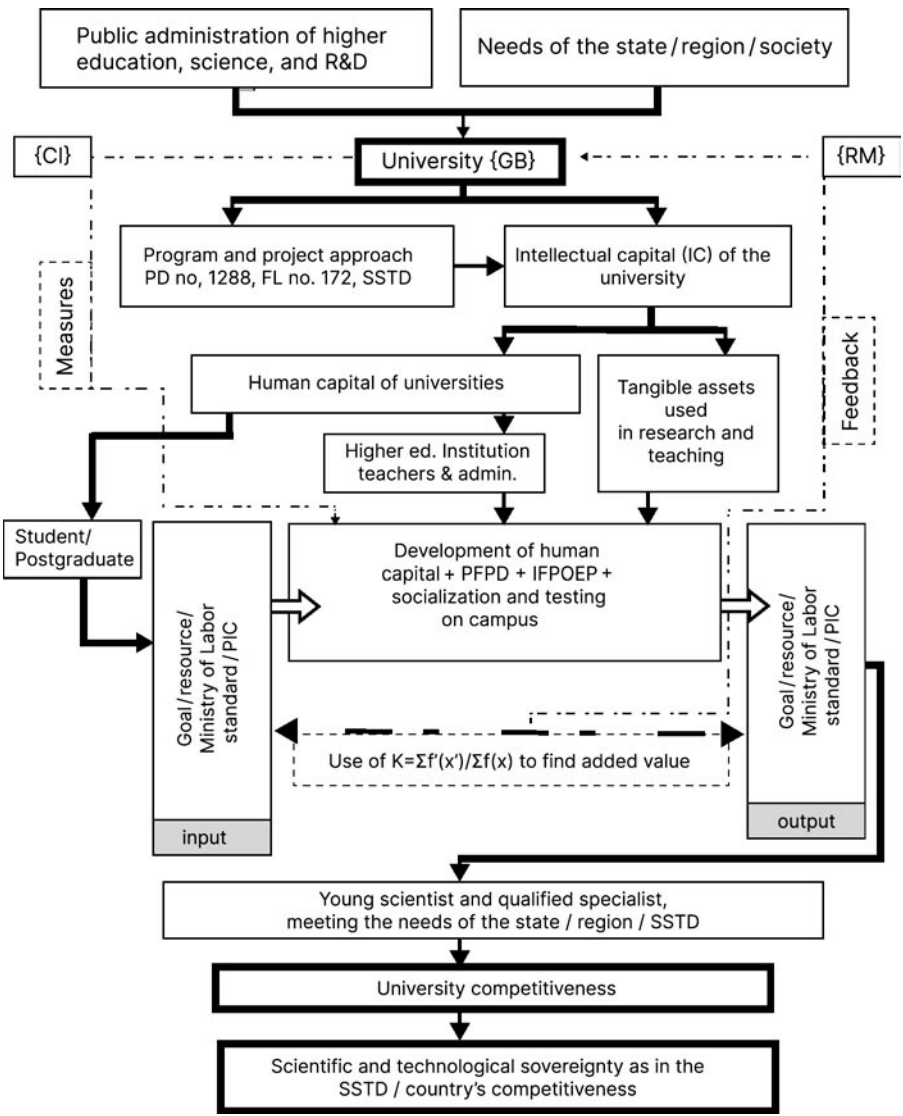 Public administration of higher
education, science, and R&D
Needs of the state/region/society
{CI}
University {GB}
{RM}
Program and project approach
PD no, 1288, FL no. 172, SSTD
Intellectual capital (IC) of the
university
Measures
Feedback
Human capital of universities
Tangible assets
used
in research and
teaching
Higher ed. Institution
teachers & admin.
Student/
Postgraduate
Goal/resource/
Ministry of Labor
standard/PIC
input
Development of human
capital + PFPD + IFPOEP +
socialization and testing
on campus
Goal/resource/
Ministry of Labor
standard/PIC
output
Use of K=Σf'(x')/Σf(x) to find added value
Young scientist and qualified specialist,
meeting the needs of the state / region / SSTD
University competitiveness
Scientific and technological sovereignty as in the
SSTD / country's competitiveness